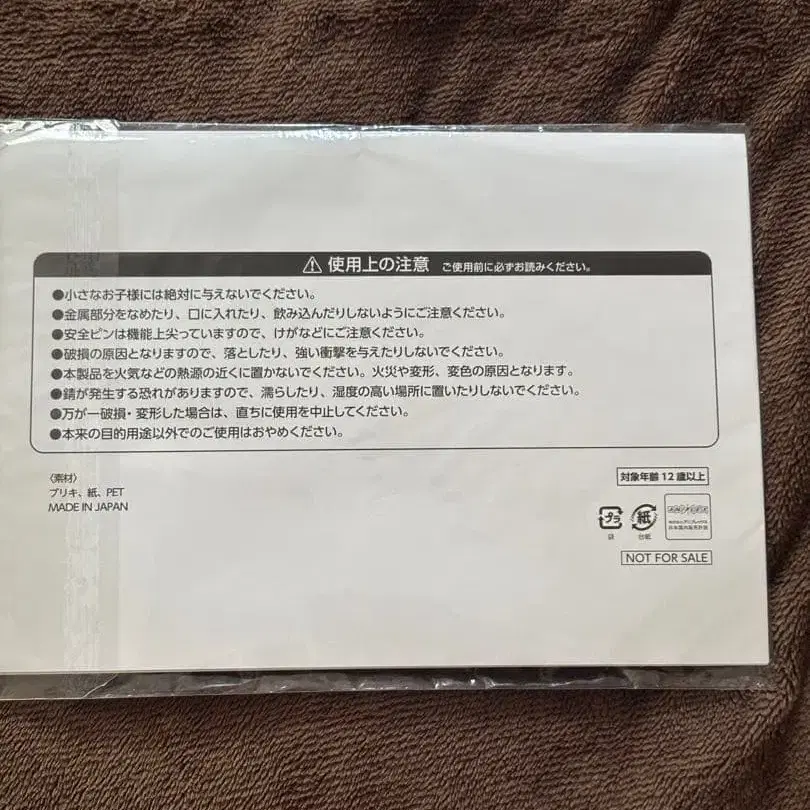 ⚠ 使用上の注意 ご使用前に必ずお読みください。
●小さなお子様には絶対に与えないでください。
●金属部分をなめたり、口に入れたり、飲み込んだりしないようにご注意ください。
●安全ピンは機能上尖っていますので、けがなどにご注意ください。
●破損の原因となりますので、落としたり、強い衝撃を与えたりしないでください。
●本製品を火気などの熱源の近くに置かないでください。火災や変形、変色の原因となります。
●錆が発生する恐れがありますので、濡らしたり、湿度の高い場所に置いたりしないでください。
●万が一破損・変形した場合は、直ちに使用を中止してください。
●本来の目的用途以外でのご使用はおやめください。
〈素材〉
ブリキ、紙、PET
MADE IN JAPAN
対象年齢 12 歳以上
プラ 紙
袋 台紙
NOT FOR SALE